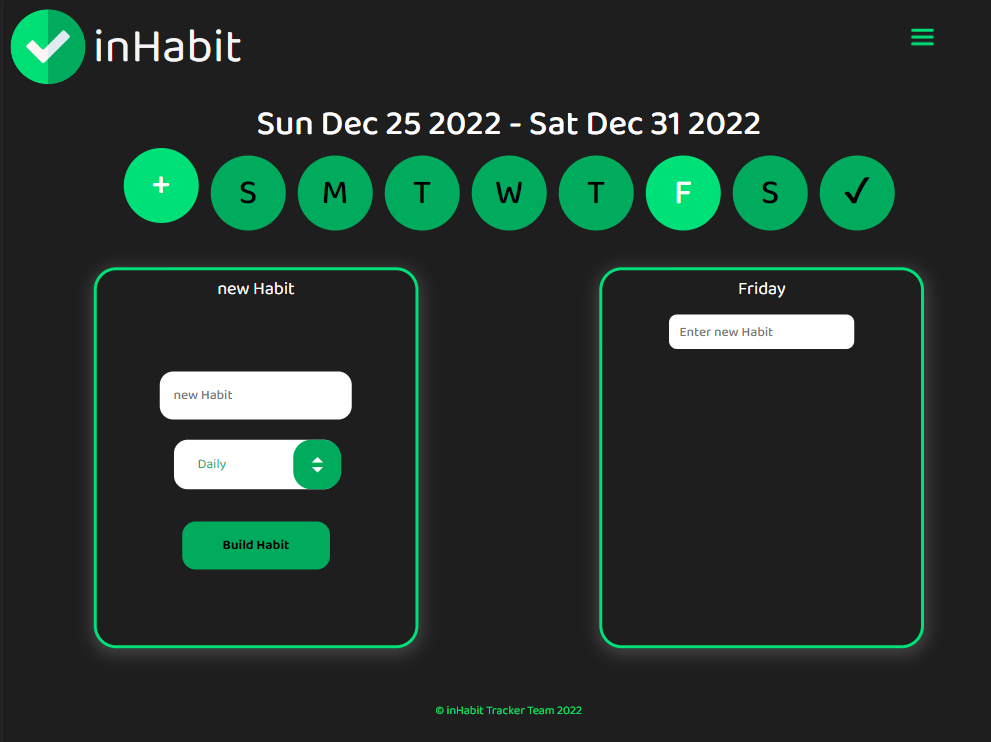 inHabit
Sun Dec 25 2022 - Sat Dec 31 2022
+ S M T W T F S ✓
new Habit
new Habit
Daily
Build Habit
Friday
Enter new Habit
© inHabit Tracker Team 2022